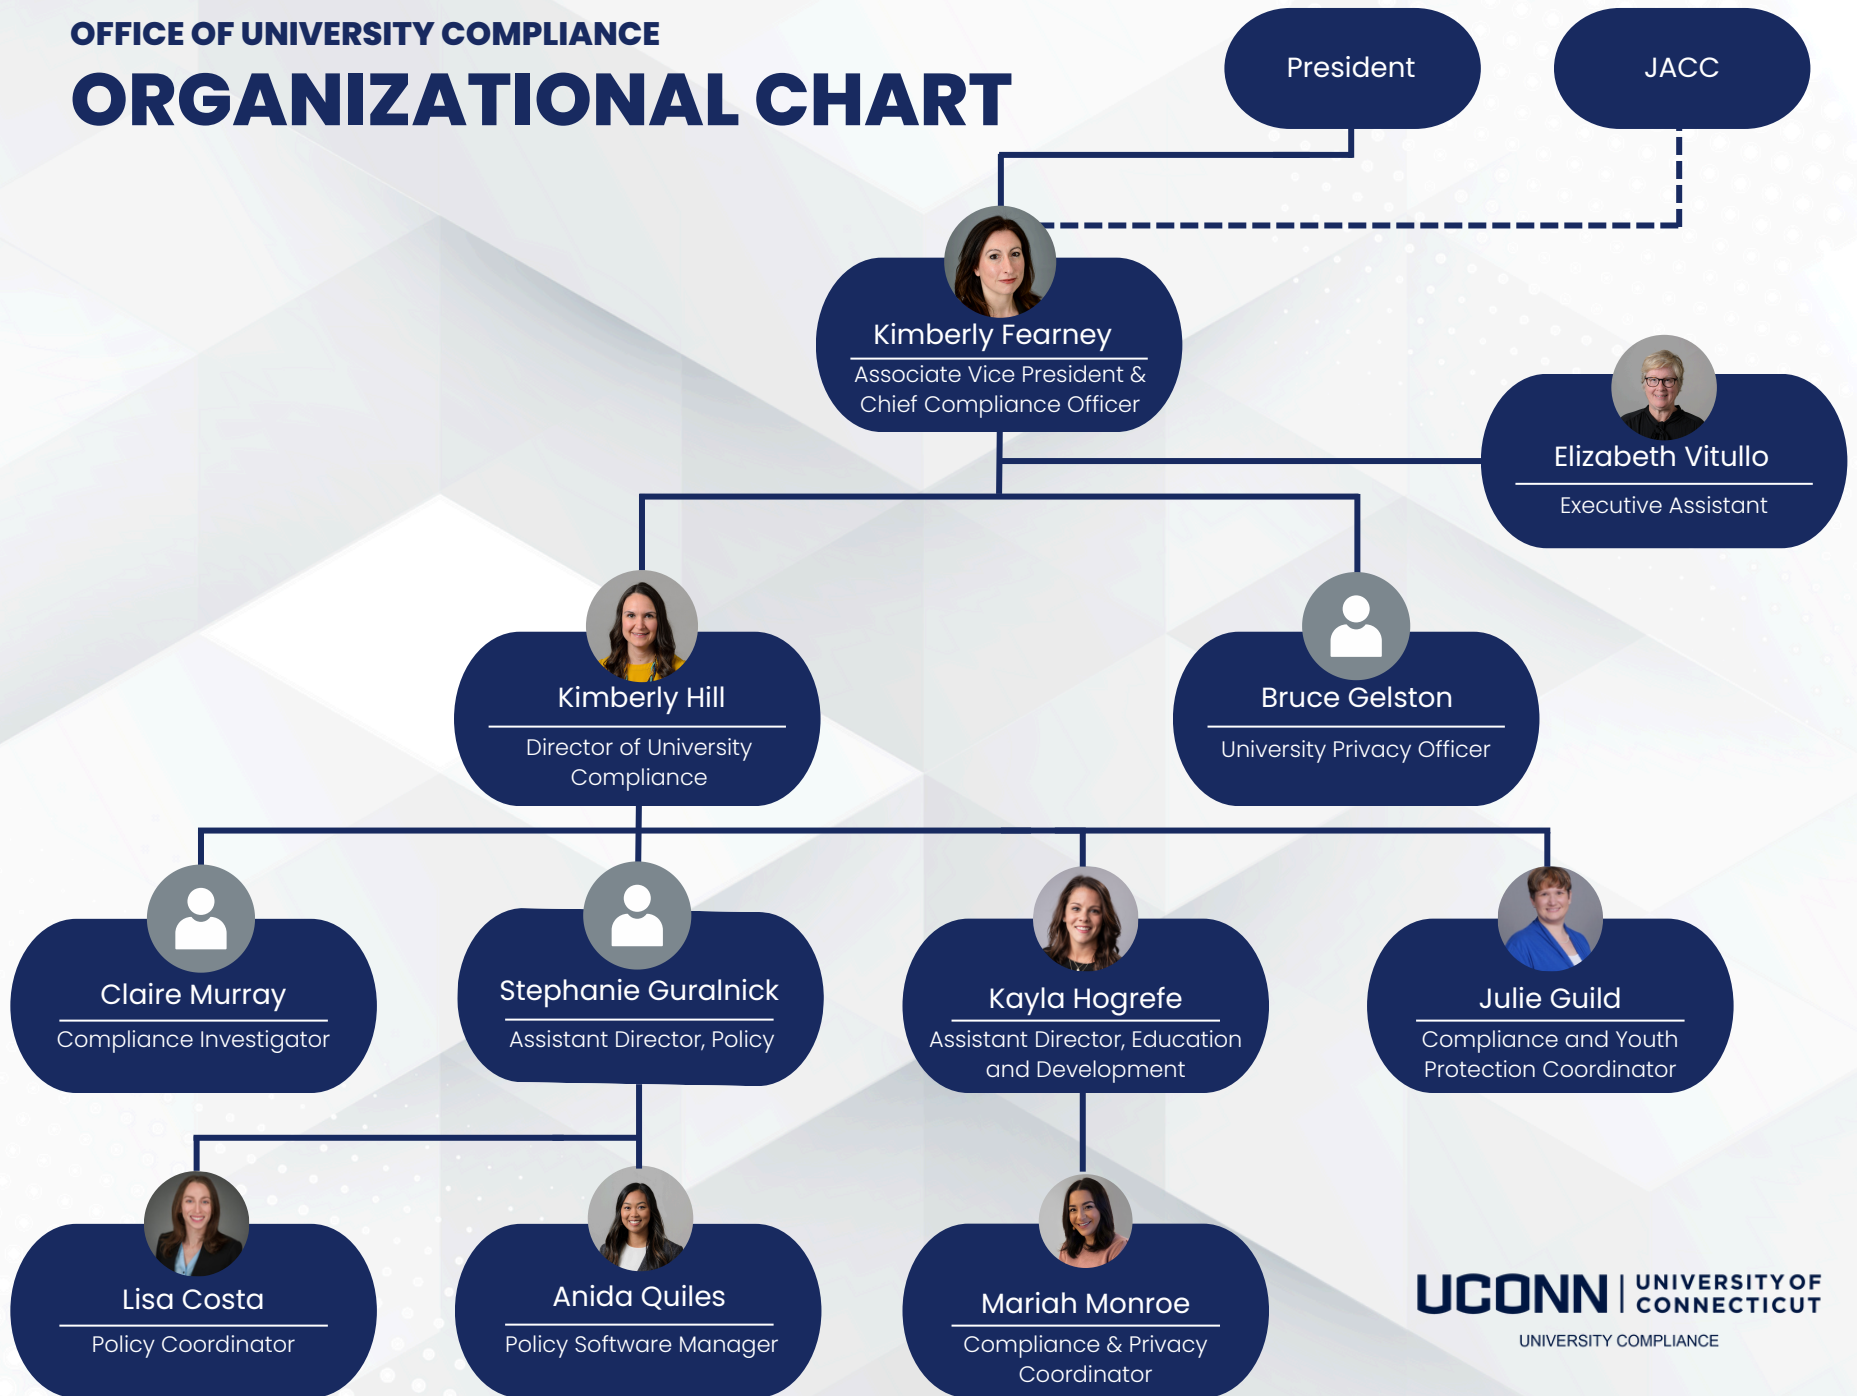 OFFICE OF UNIVERSITY COMPLIANCE
ORGANIZATIONAL CHART
President
JACC
Kimberly Fearney
Associate Vice President &
Chief Compliance Officer
Elizabeth Vitullo
Executive Assistant
Kimberly Hill
Director of University
Compliance
Bruce Gelston
University Privacy Officer
Claire Murray
Compliance Investigator
Stephanie Guralnick
Assistant Director, Policy
Kayla Hogrefe
Assistant Director, Education
and Development
Julie Guild
Compliance and Youth
Protection Coordinator
Lisa Costa
Policy Coordinator
Anida Quiles
Policy Software Manager
Mariah Monroe
Compliance & Privacy
Coordinator
UCONN
UNIVERSITY OF
CONNECTICUT
UNIVERSITY COMPLIANCE